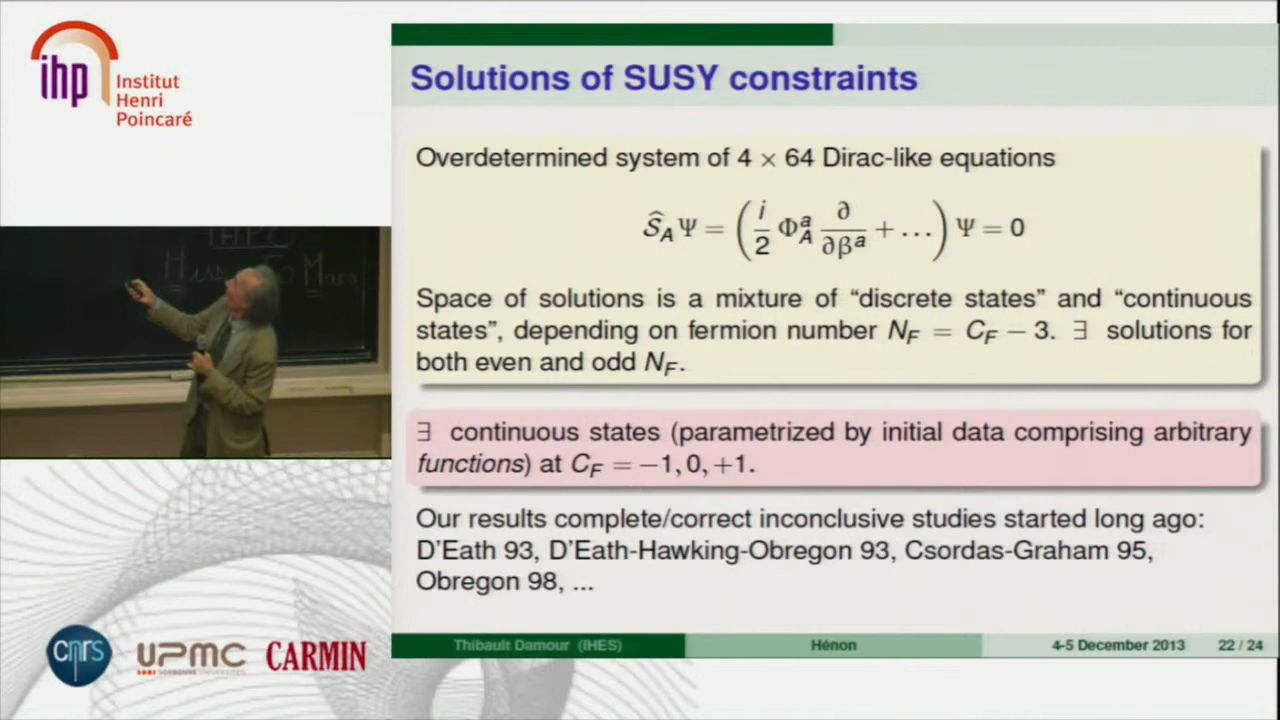 ihp
Institut
Henri
Poincaré
Solutions of SUSY constraints
Overdetermined system of 4 × 64 Dirac-like equations
𝒮̂_A Ψ = (i/2 Φ^a_A ∂/∂β^a + …) Ψ = 0
Space of solutions is a mixture of “discrete states” and “continuous
states”, depending on fermion number N_F = C_F − 3. ∃ solutions for
both even and odd N_F.
∃ continuous states (parametrized by initial data comprising arbitrary
functions) at C_F = −1, 0, +1.
Our results complete/correct inconclusive studies started long ago:
D’Eath 93, D’Eath-Hawking-Obregon 93, Csordas-Graham 95,
Obregon 98, ...
cnrs
UPMC
SORBONNE UNIVERSITÉS
CARMIN
Thibault Damour (IHES)
Hénon
4-5 December 2013
22 / 24